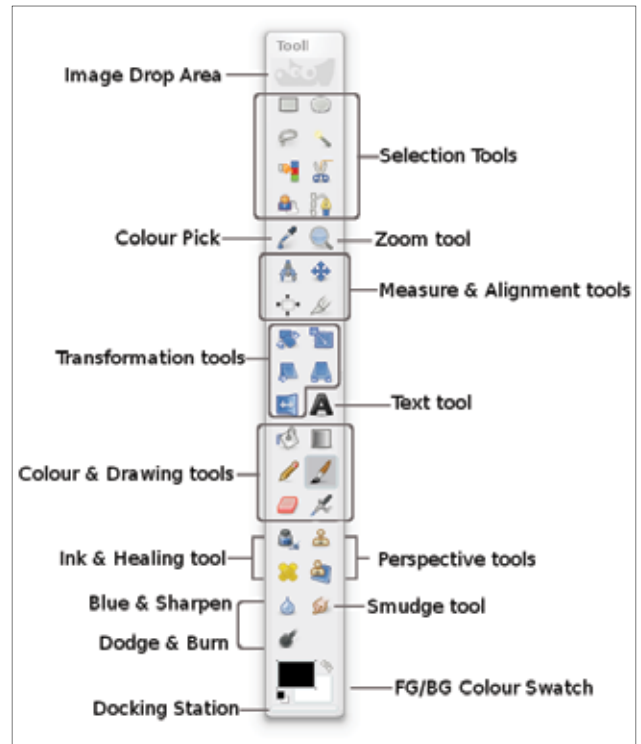 Tooll
Image Drop Area
Selection Tools
Colour Pick
Zoom tool
Measure & Alignment tools
Transformation tools
Text tool
Colour & Drawing tools
Ink & Healing tool
Perspective tools
Blue & Sharpen
Smudge tool
Dodge & Burn
FG/BG Colour Swatch
Docking Station